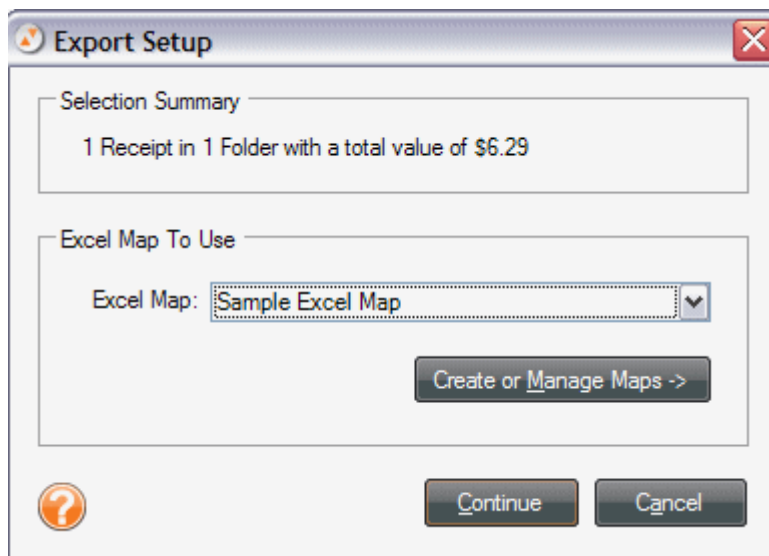 Export Setup
Selection Summary
1 Receipt in 1 Folder with a total value of $6.29
Excel Map To Use
Excel Map: Sample Excel Map
Create or Manage Maps ->
? Continue Cancel